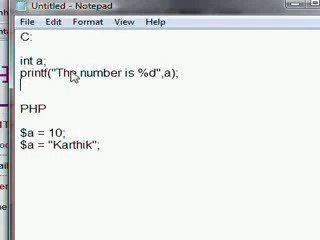 Untitled - Notepad
File Edit Format View Help
C:
int a;
printf("The number is %d",a);
PHP
$a = 10;
$a = "Karthik";